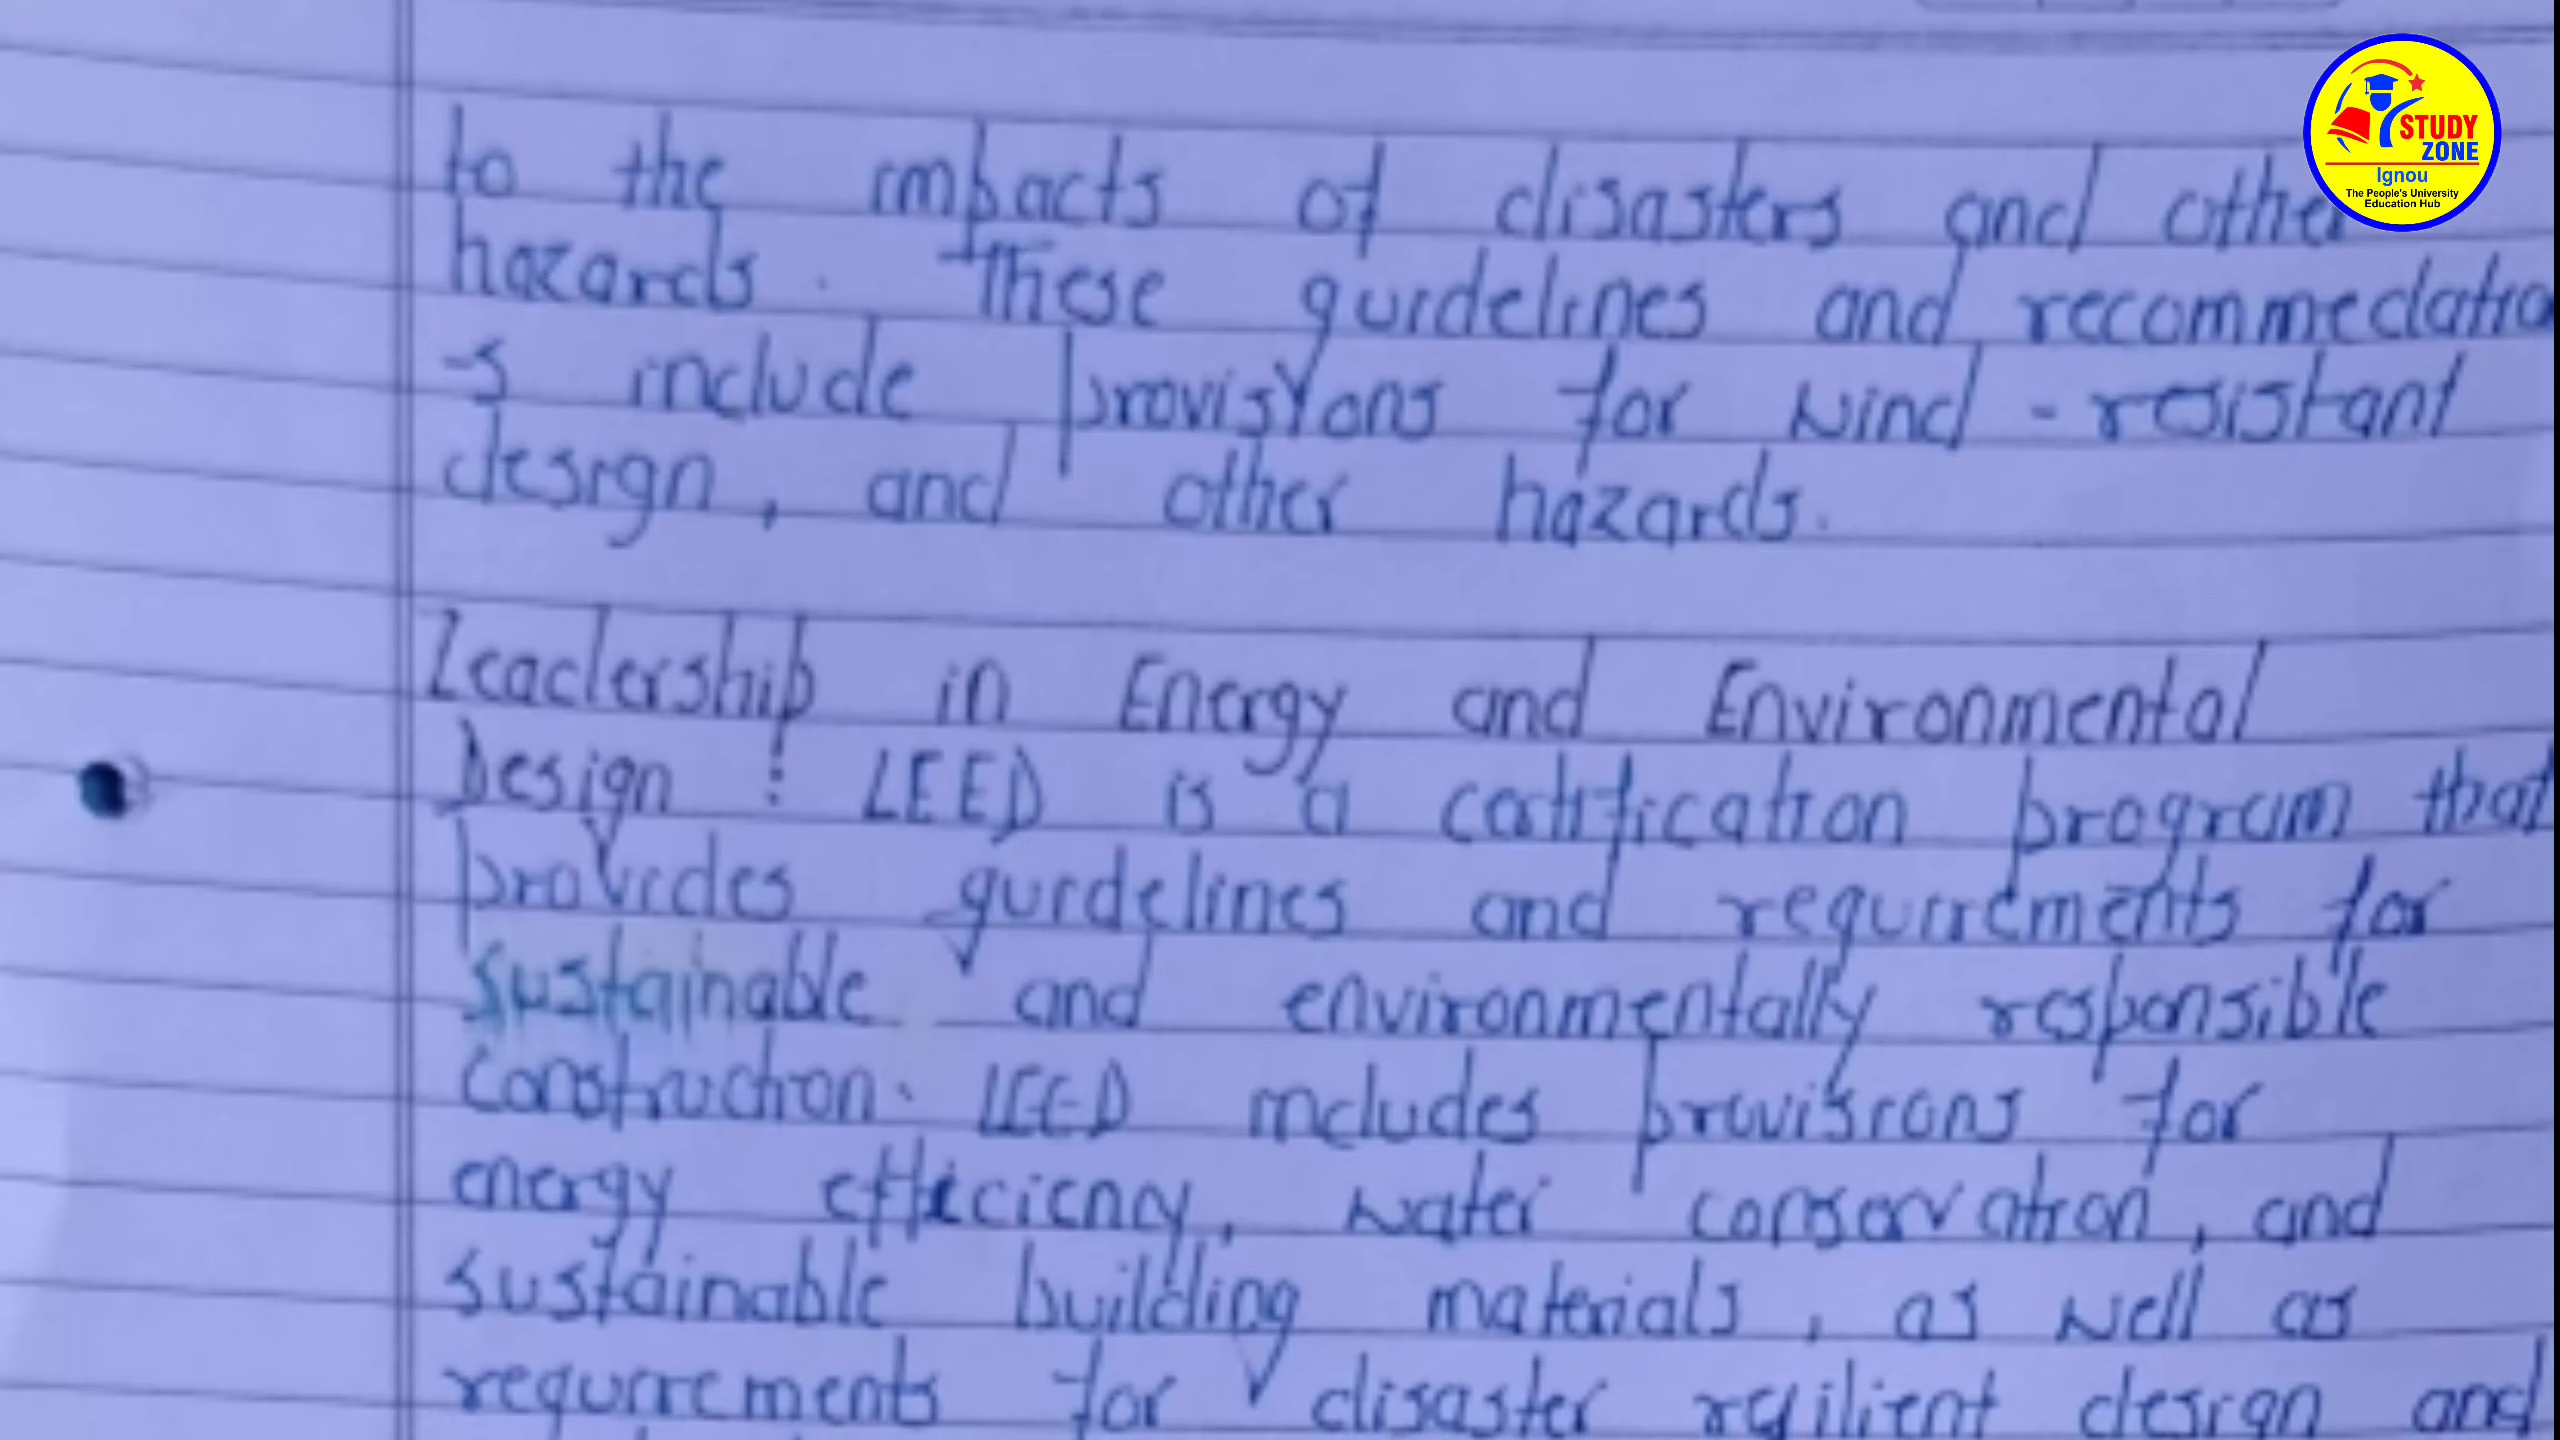 to the impacts of disasters and other
hazards. These guidelines and recommedatio
-s include provisions for wind - resistant
design, and other hazards.
Leadership in Energy and Environmental
Design : LEED is a certification program that
provides guidelines and requirements for
sustainable and environmentally responsible
construction. LEED includes provisions for
energy efficiency, water conservation, and
sustainable building materials, as well as
requirements for disaster resilient design and
STUDY
ZONE
Ignou
The People's University
Education Hub